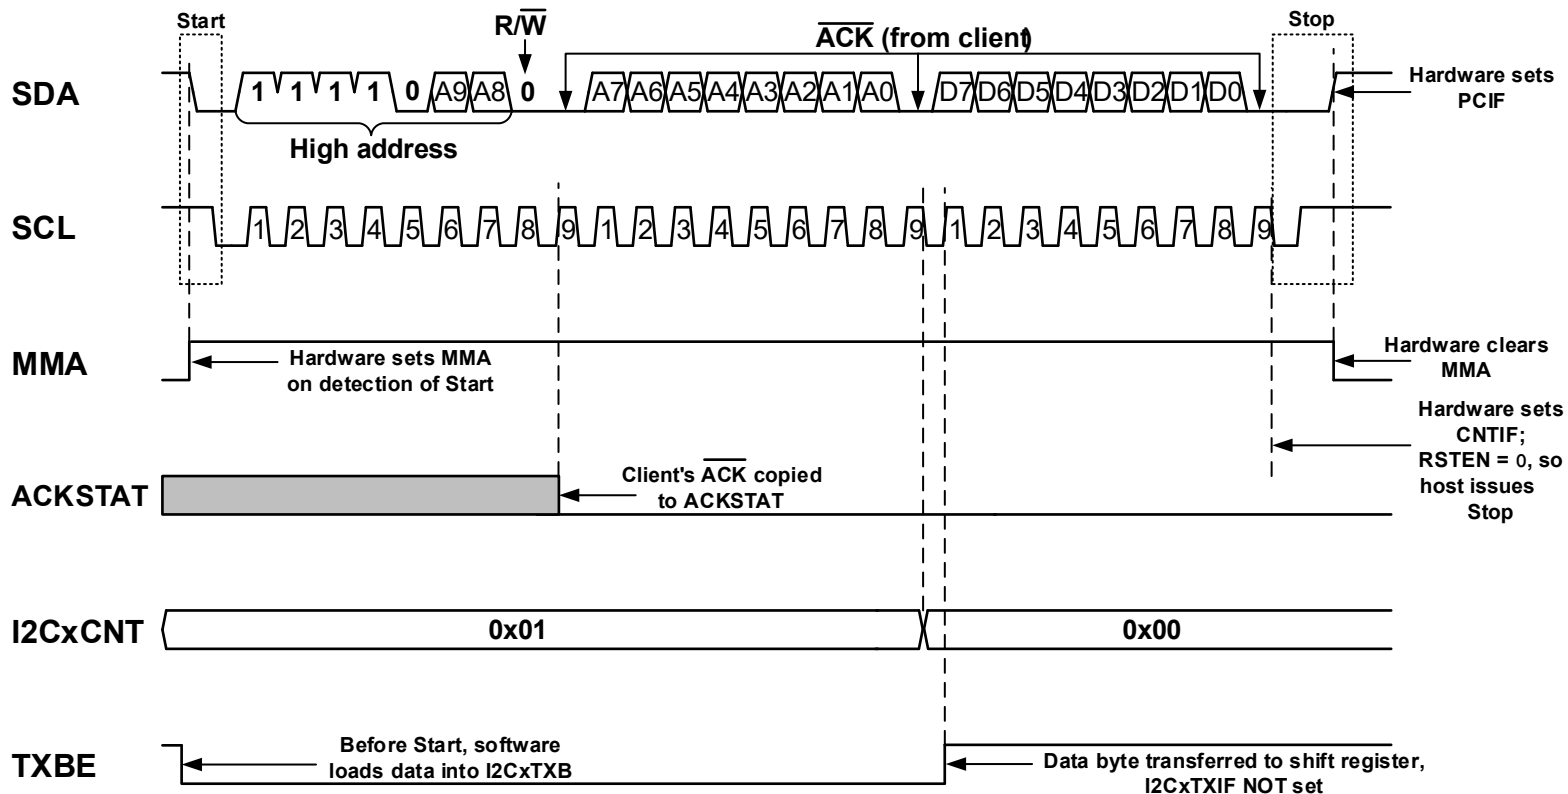 Start
R/W
ACK (from client)
Stop
SDA
1 1 1 1 0 A9 A8 0 A7 A6 A5 A4 A3 A2 A1 A0 D7 D6 D5 D4 D3 D2 D1 D0
Hardware sets
PCIF
High address
SCL
1 2 3 4 5 6 7 8 9 1 2 3 4 5 6 7 8 9 1 2 3 4 5 6 7 8 9
MMA
Hardware sets MMA
on detection of Start
Hardware clears
MMA
Hardware sets
CNTIF;
RSTEN = 0, so
host issues
Stop
ACKSTAT
Client's ACK copied
to ACKSTAT
I2CxCNT
0x01
0x00
TXBE
Before Start, software
loads data into I2CxTXB
Data byte transferred to shift register,
I2CxTXIF NOT set